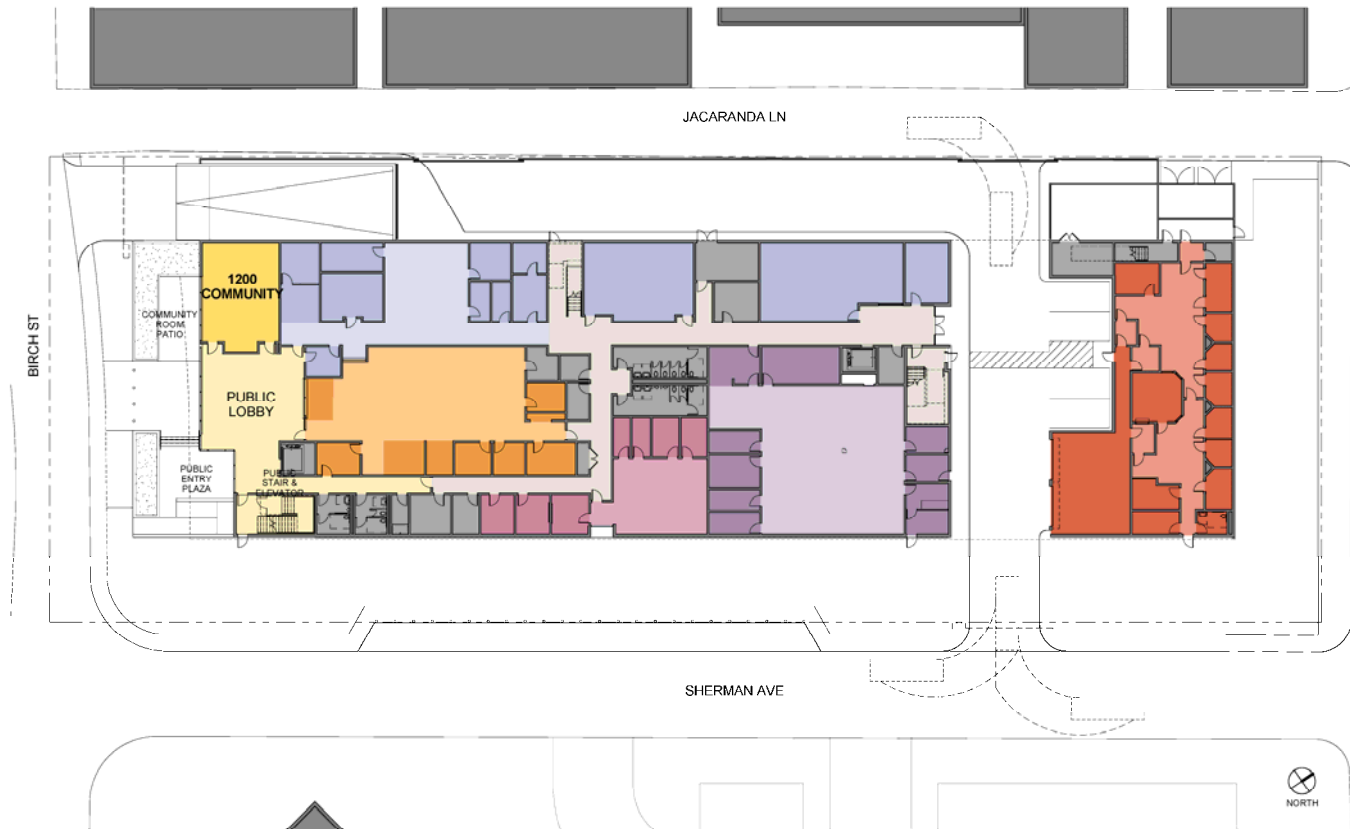 JACARANDA LN
1200
COMMUNITY
COMMUNITY
ROOM
PATIO
BIRCH ST
PUBLIC
LOBBY
PUBLIC
ENTRY
PLAZA
PUBLIC
STAIR &
ELEVATOR
SHERMAN AVE
NORTH